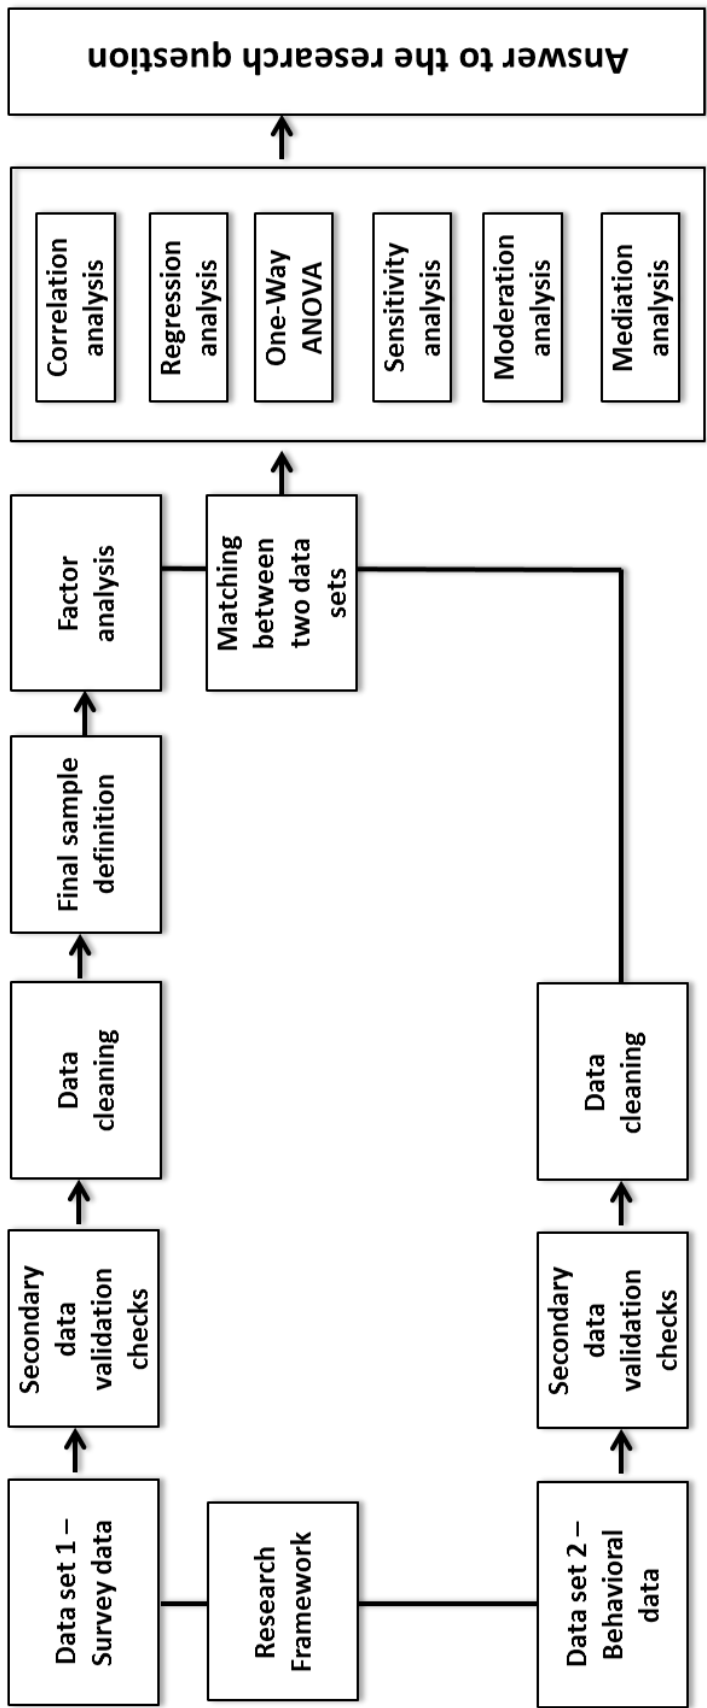 Data set 1 –
Survey data
Secondary
data
validation
checks
Data
cleaning
Final sample
definition
Factor
analysis
Research
Framework
Matching
between
two data
sets
Data set 2 –
Behavioral
data
Secondary
data
validation
checks
Data
cleaning
Correlation
analysis
Regression
analysis
One-Way
ANOVA
Sensitivity
analysis
Moderation
analysis
Mediation
analysis
Answer to the research question